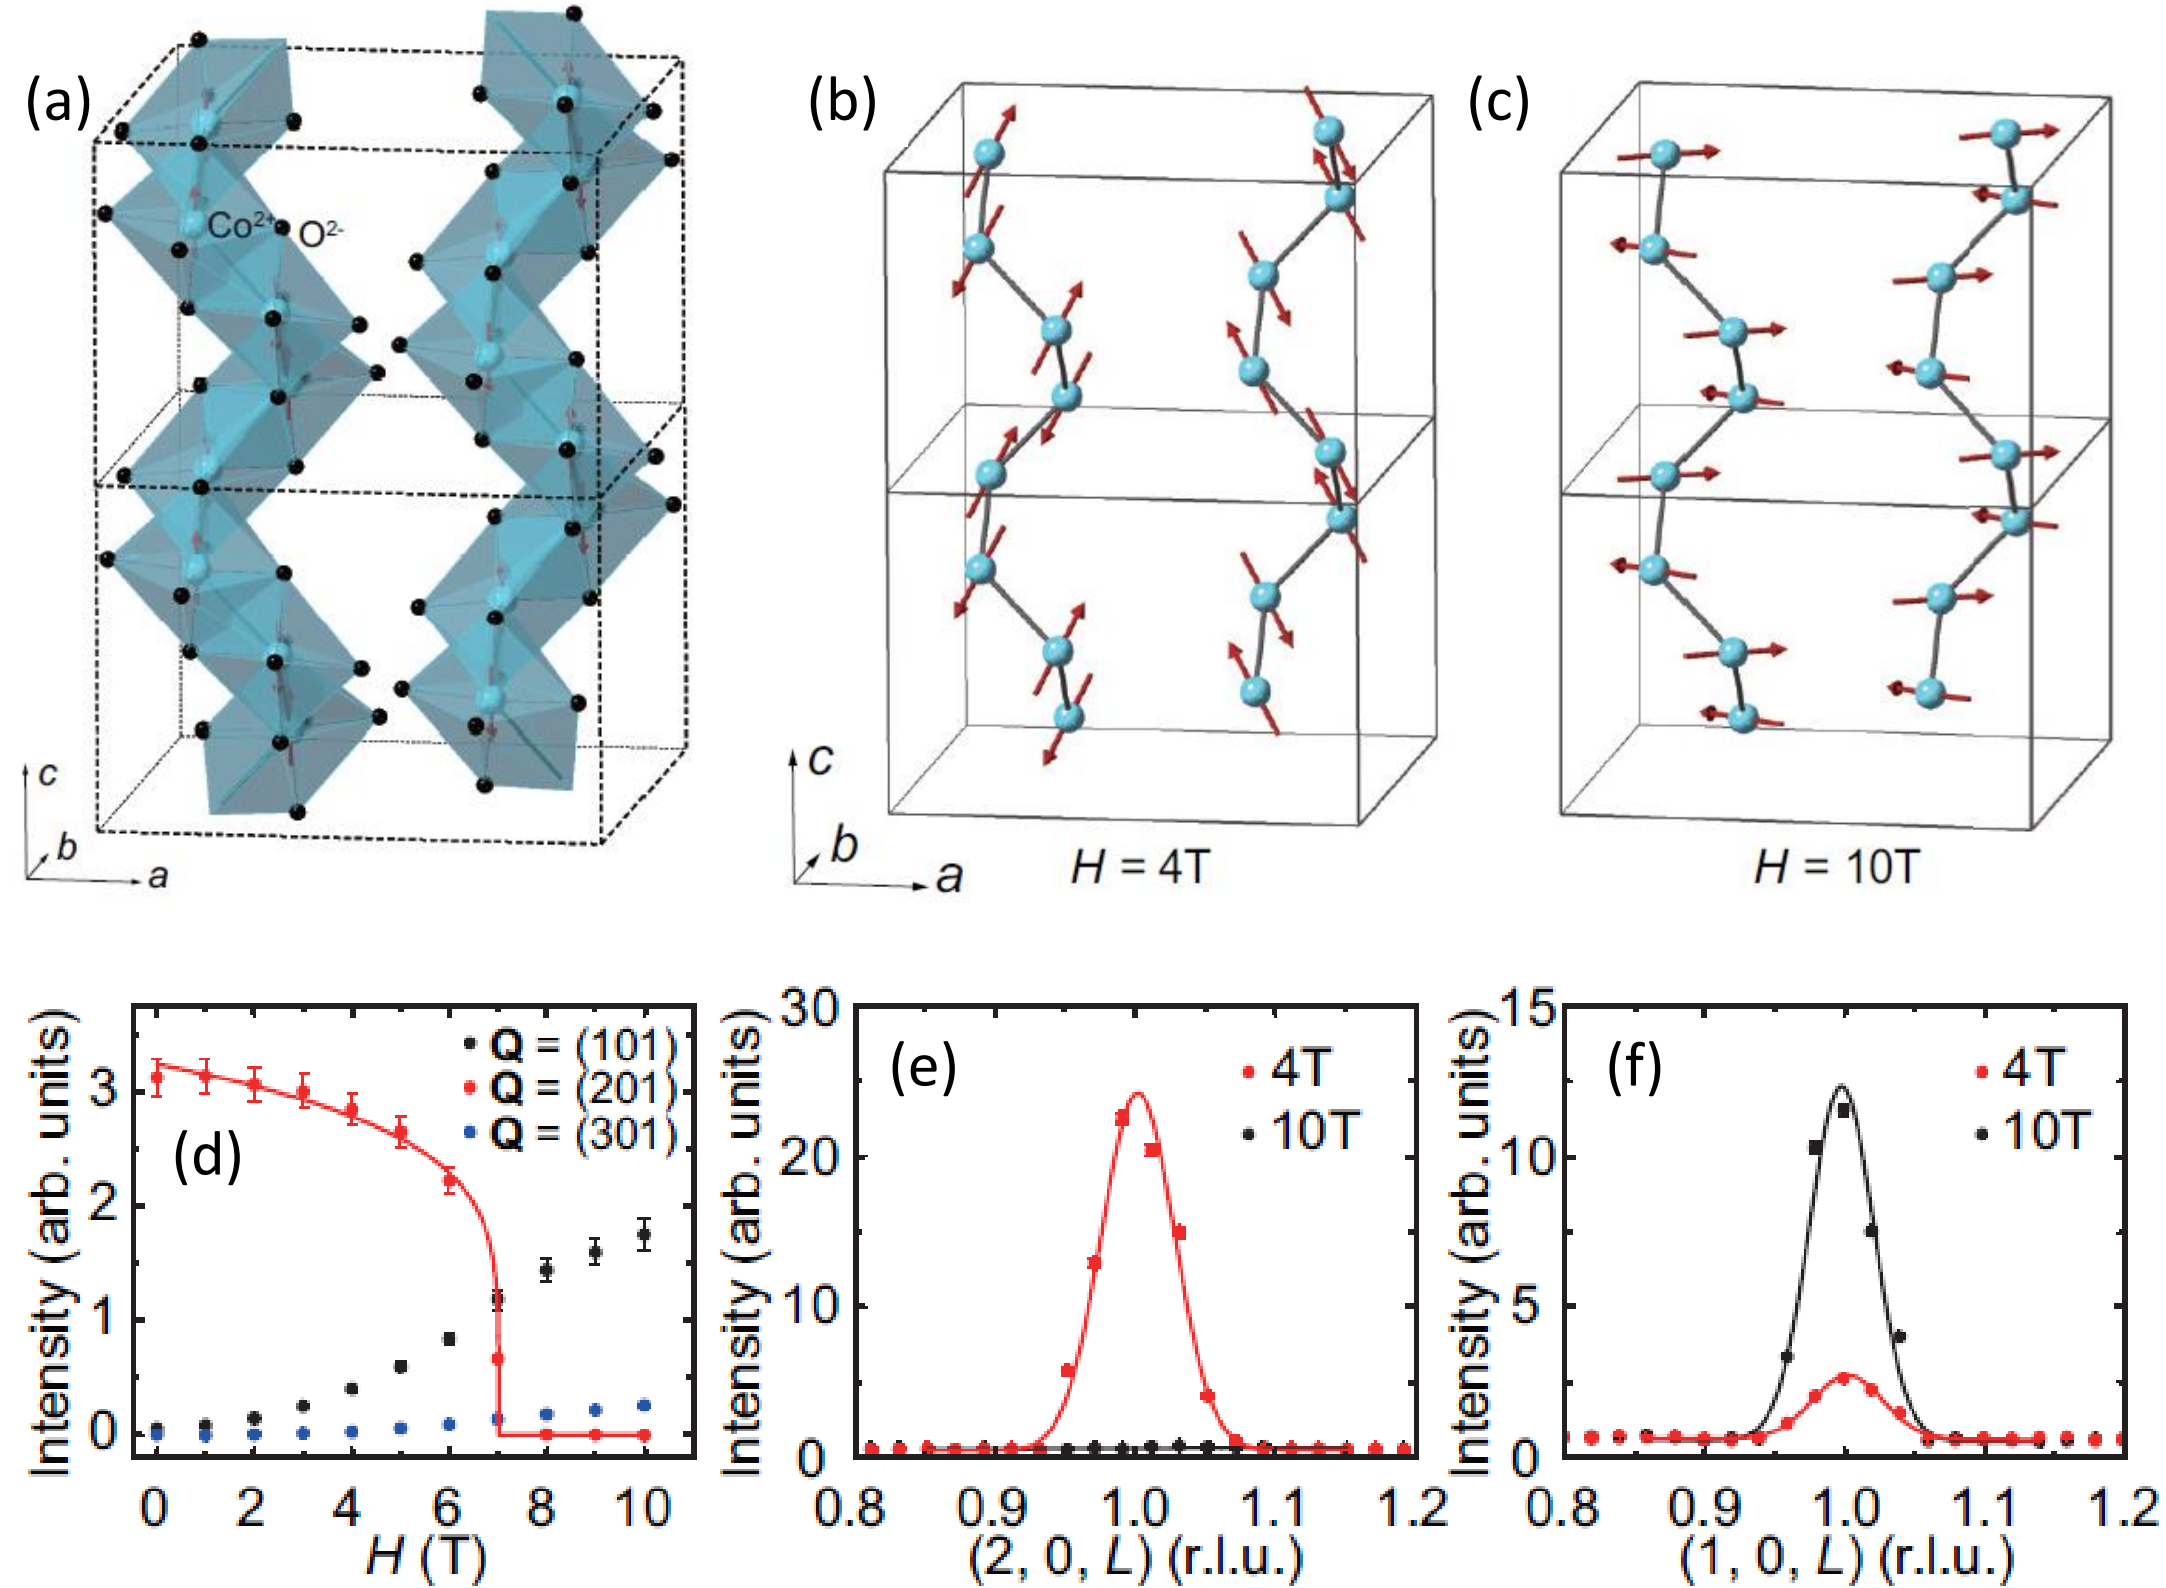 (a)
Co2+
O2-
c
b
a
(b)
c
b
a
H = 4T
(c)
H = 10T
(d)
Intensity (arb. units)
3
2
1
0
Q = (101)
Q = (201)
Q = (301)
0 2 4 6 8 10
H (T)
(e)
Intensity (arb. units)
30
20
10
0
4T
10T
0.8 0.9 1.0 1.1 1.2
(2, 0, L) (r.l.u.)
(f)
Intensity (arb. units)
15
10
5
0
4T
10T
0.8 0.9 1.0 1.1 1.2
(1, 0, L) (r.l.u.)